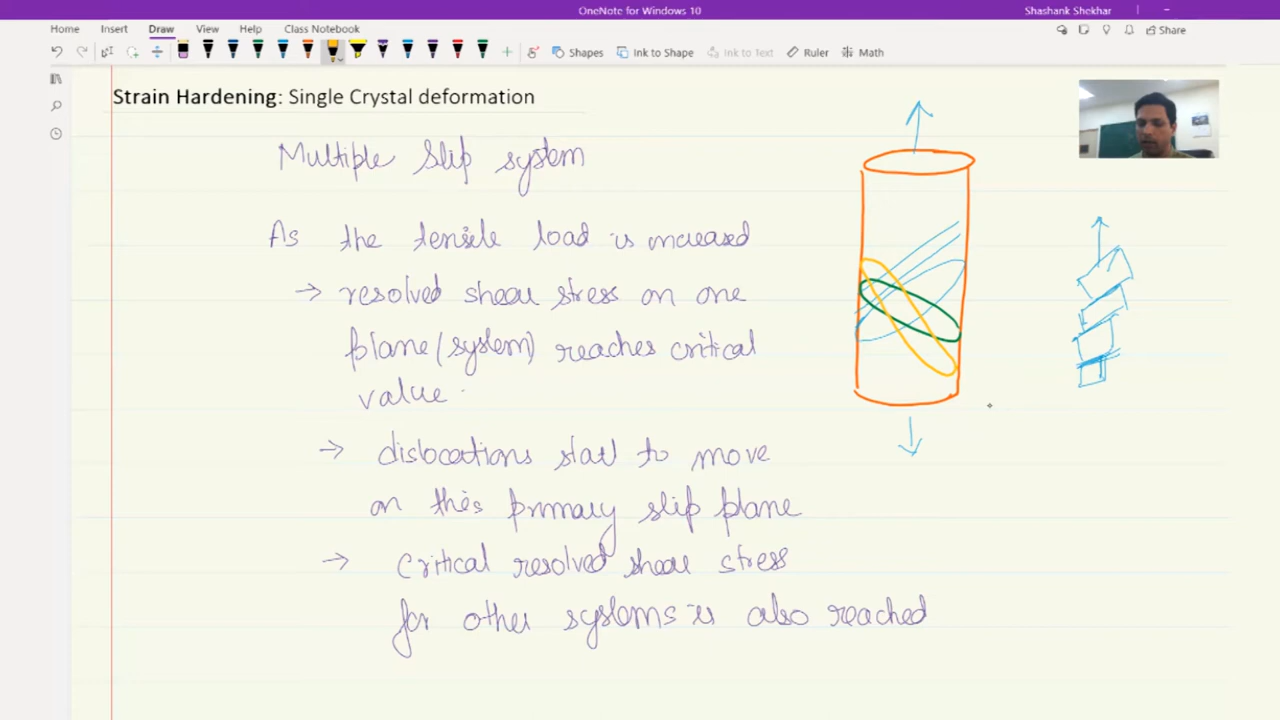 OneNote for Windows 10
Shashank Shekhar
Home Insert Draw View Help Class Notebook
Share
Shapes Ink to Shape Ink to Text Ruler Math
Strain Hardening: Single Crystal deformation
Multiple Slip system
As the tensile load is increased
→ resolved shear stress on one
plane (system) reaches critical
value.
→ dislocations start to move
on this primary slip plane
→ critical resolved shear stress
for other systems is also reached